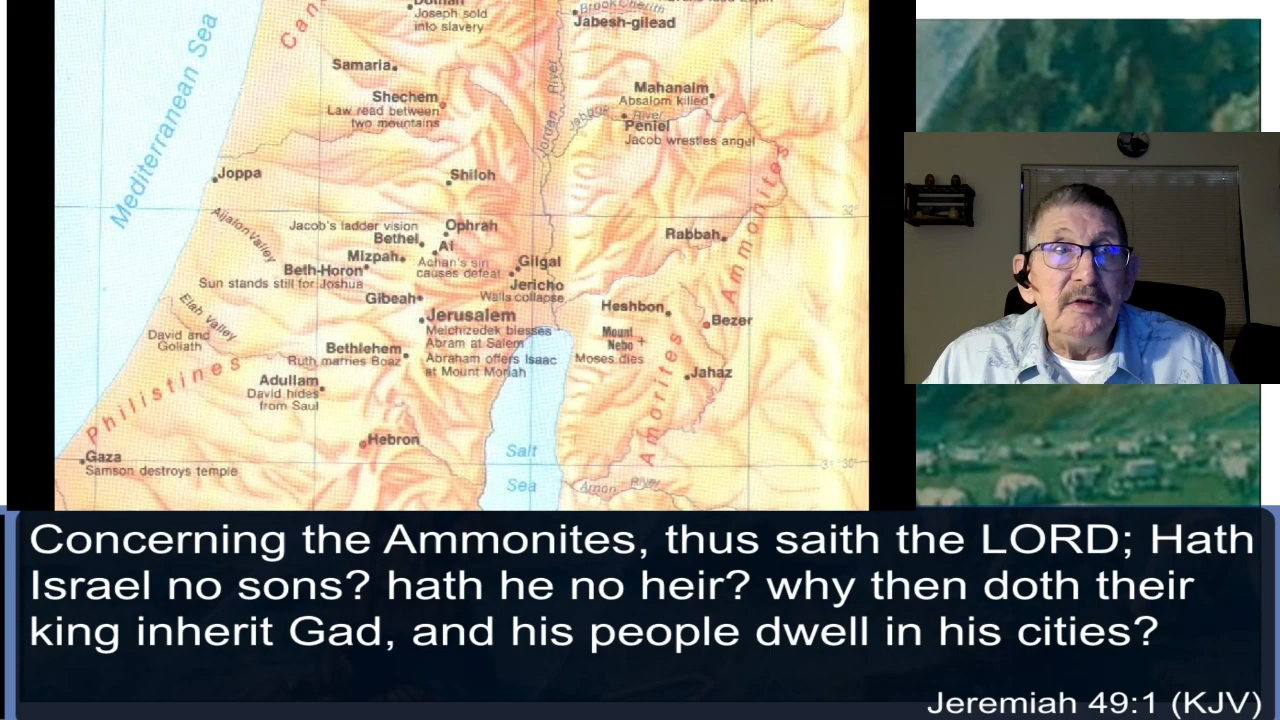 Dothan
Joseph sold
into slavery
Brook Cherith
Jabesh-gilead
Mediterranean Sea
Samaria
Shechem
Law read between
two mountains
Jordan River
Jabbok River
Mahanaim
Absalom killed
Peniel
Jacob wrestles angel
Joppa
Shiloh
Ammonites
32°
Aijalon Valley
Jacob's ladder vision
Bethel
Ophrah
Ai
Rabbah
Mizpah
Achan's sin
causes defeat
Gilgal
Beth-Horon
Sun stands still for Joshua
Jericho
Walls collapse
Gibeah
Heshbon
Elah Valley
Jerusalem
Melchizedek blesses
Abram at Salem
Abraham offers Isaac
at Mount Moriah
Bezer
David and
Goliath
Mount
Nebo
Moses dies
Bethlehem
Ruth marries Boaz
Philistines
Adullam
David hides
from Saul
Jahaz
Amorites
Hebron
Gaza
Samson destroys temple
Salt
Sea
Arnon River
Concerning the Ammonites, thus saith the LORD; Hath
Israel no sons? hath he no heir? why then doth their
king inherit Gad, and his people dwell in his cities?
Jeremiah 49:1 (KJV)